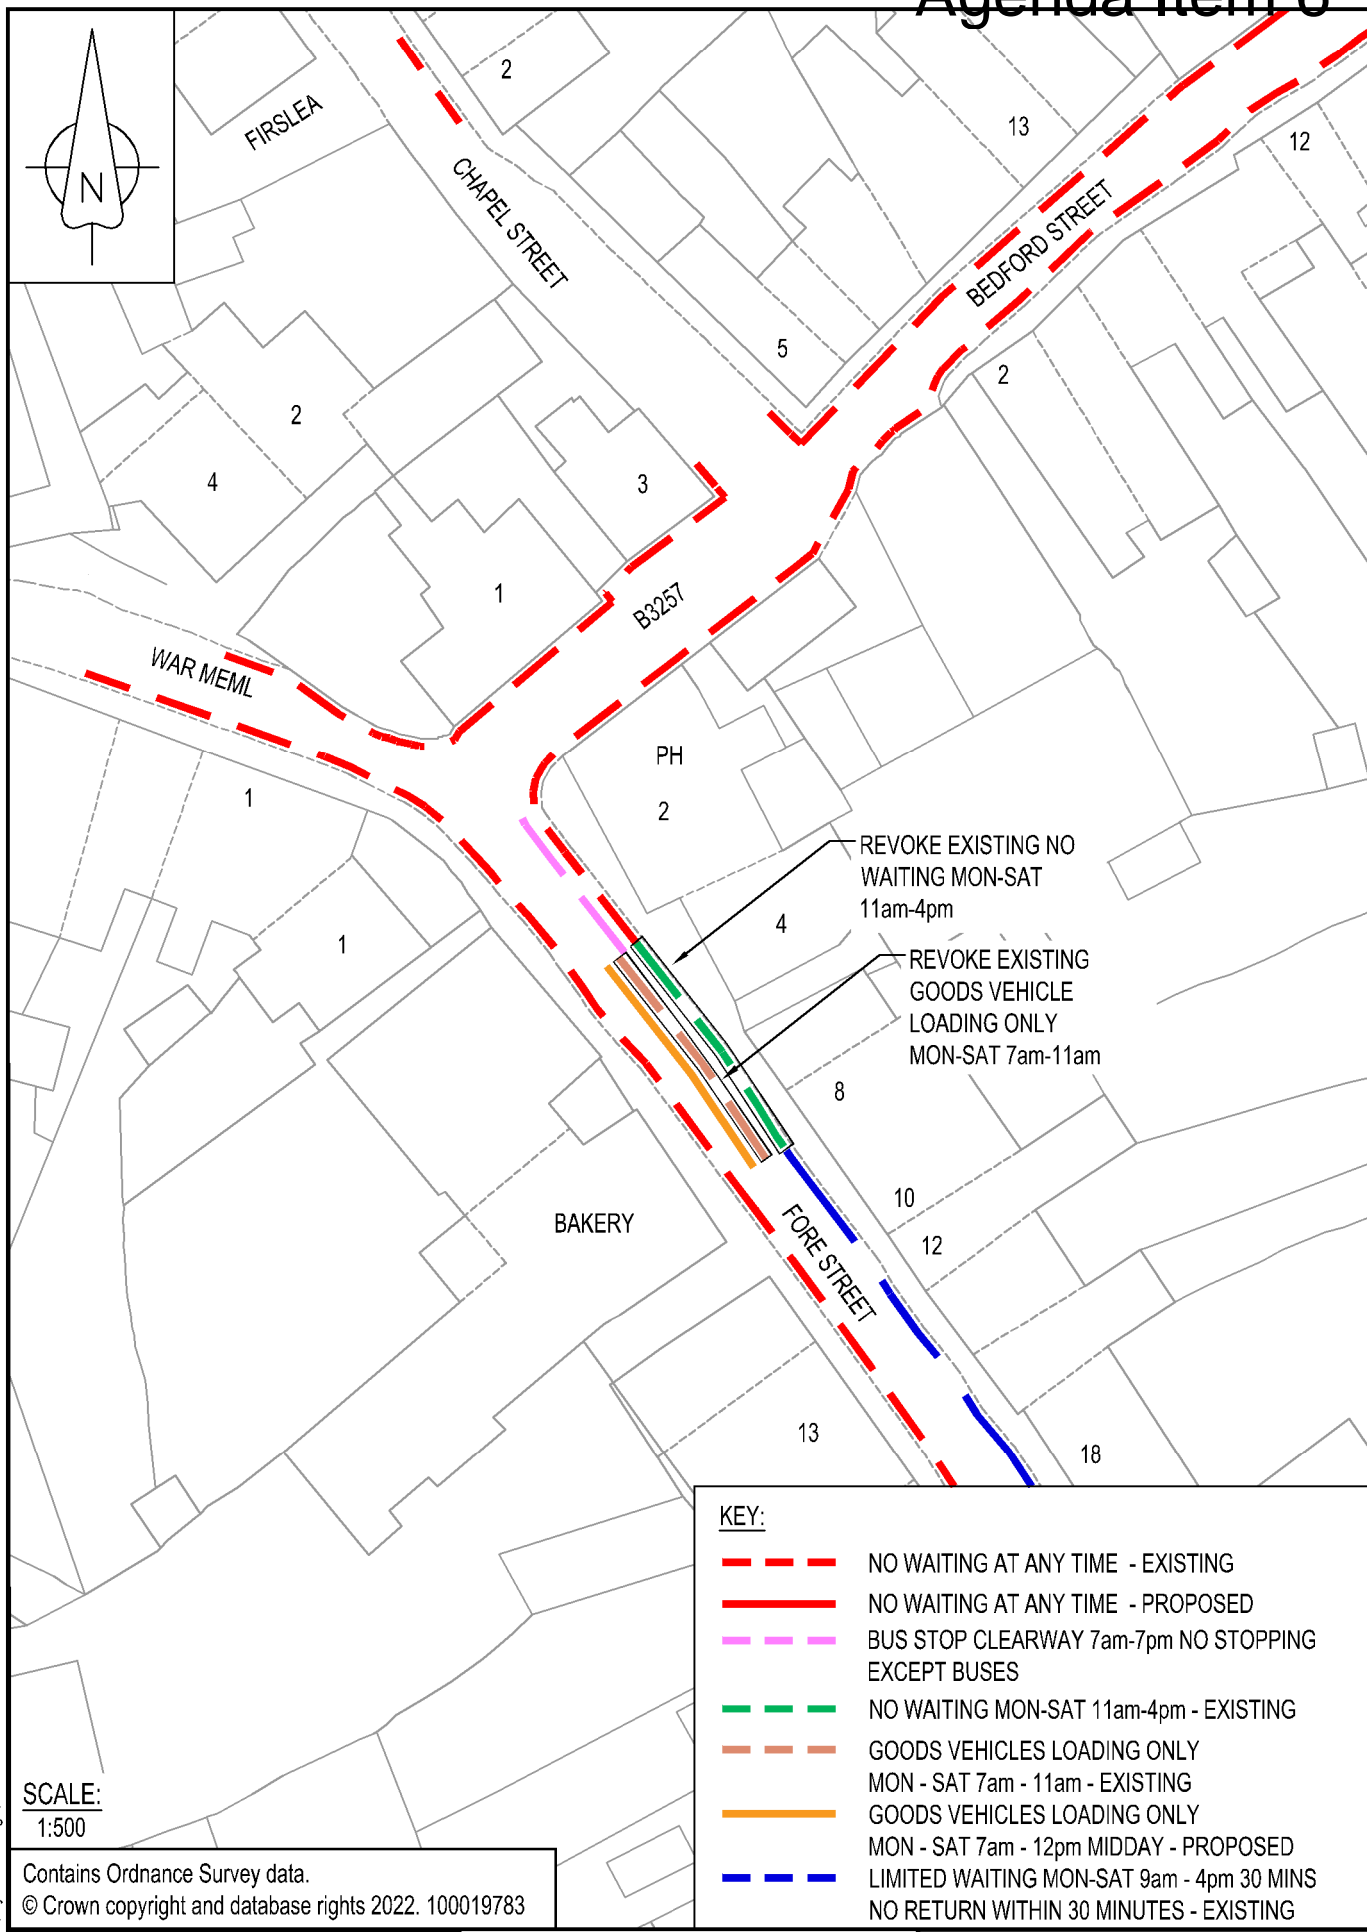 Agenda Item 6
N
FIRSLEA
2
CHAPEL STREET
13
12
BEDFORD STREET
5
2
2
4
3
1
B3257
WAR MEML
PH
2
1
1
REVOKE EXISTING NO
WAITING MON-SAT
11am-4pm
4
REVOKE EXISTING
GOODS VEHICLE
LOADING ONLY
MON-SAT 7am-11am
8
10
12
BAKERY
FORE STREET
13
18
KEY:
NO WAITING AT ANY TIME - EXISTING
NO WAITING AT ANY TIME - PROPOSED
BUS STOP CLEARWAY 7am-7pm NO STOPPING
EXCEPT BUSES
NO WAITING MON-SAT 11am-4pm - EXISTING
GOODS VEHICLES LOADING ONLY
MON - SAT 7am - 11am - EXISTING
GOODS VEHICLES LOADING ONLY
MON - SAT 7am - 12pm MIDDAY - PROPOSED
LIMITED WAITING MON-SAT 9am - 4pm 30 MINS
NO RETURN WITHIN 30 MINUTES - EXISTING
SCALE:
1:500
Contains Ordnance Survey data.
© Crown copyright and database rights 2022. 100019783